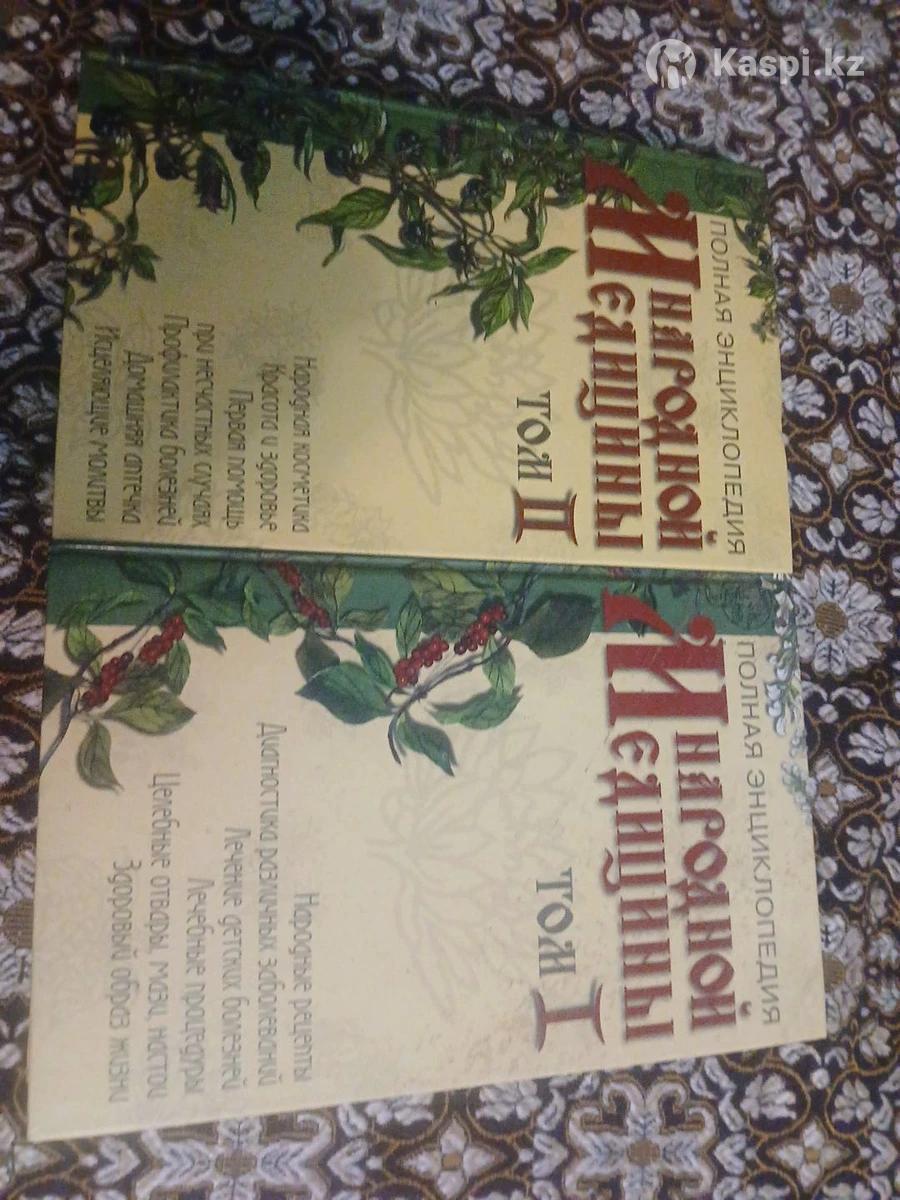 Kaspi.kz
ПОЛНАЯ ЭНЦИКЛОПЕДИЯ
НАРОДНОЙ
МЕДИЦИНЫ
ТОМ II
Народная косметика
Красота и здоровье
Первая помощь
при несчастных случаях
Профилактика болезней
Домашняя аптечка
Исцеляющие молитвы
ПОЛНАЯ ЭНЦИКЛОПЕДИЯ
НАРОДНОЙ
МЕДИЦИНЫ
ТОМ I
Народные рецепты
Диагностика различных заболеваний
Лечение детских болезней
Лечебные процедуры
Целебные отвары, мази, настои
Здоровый образ жизни